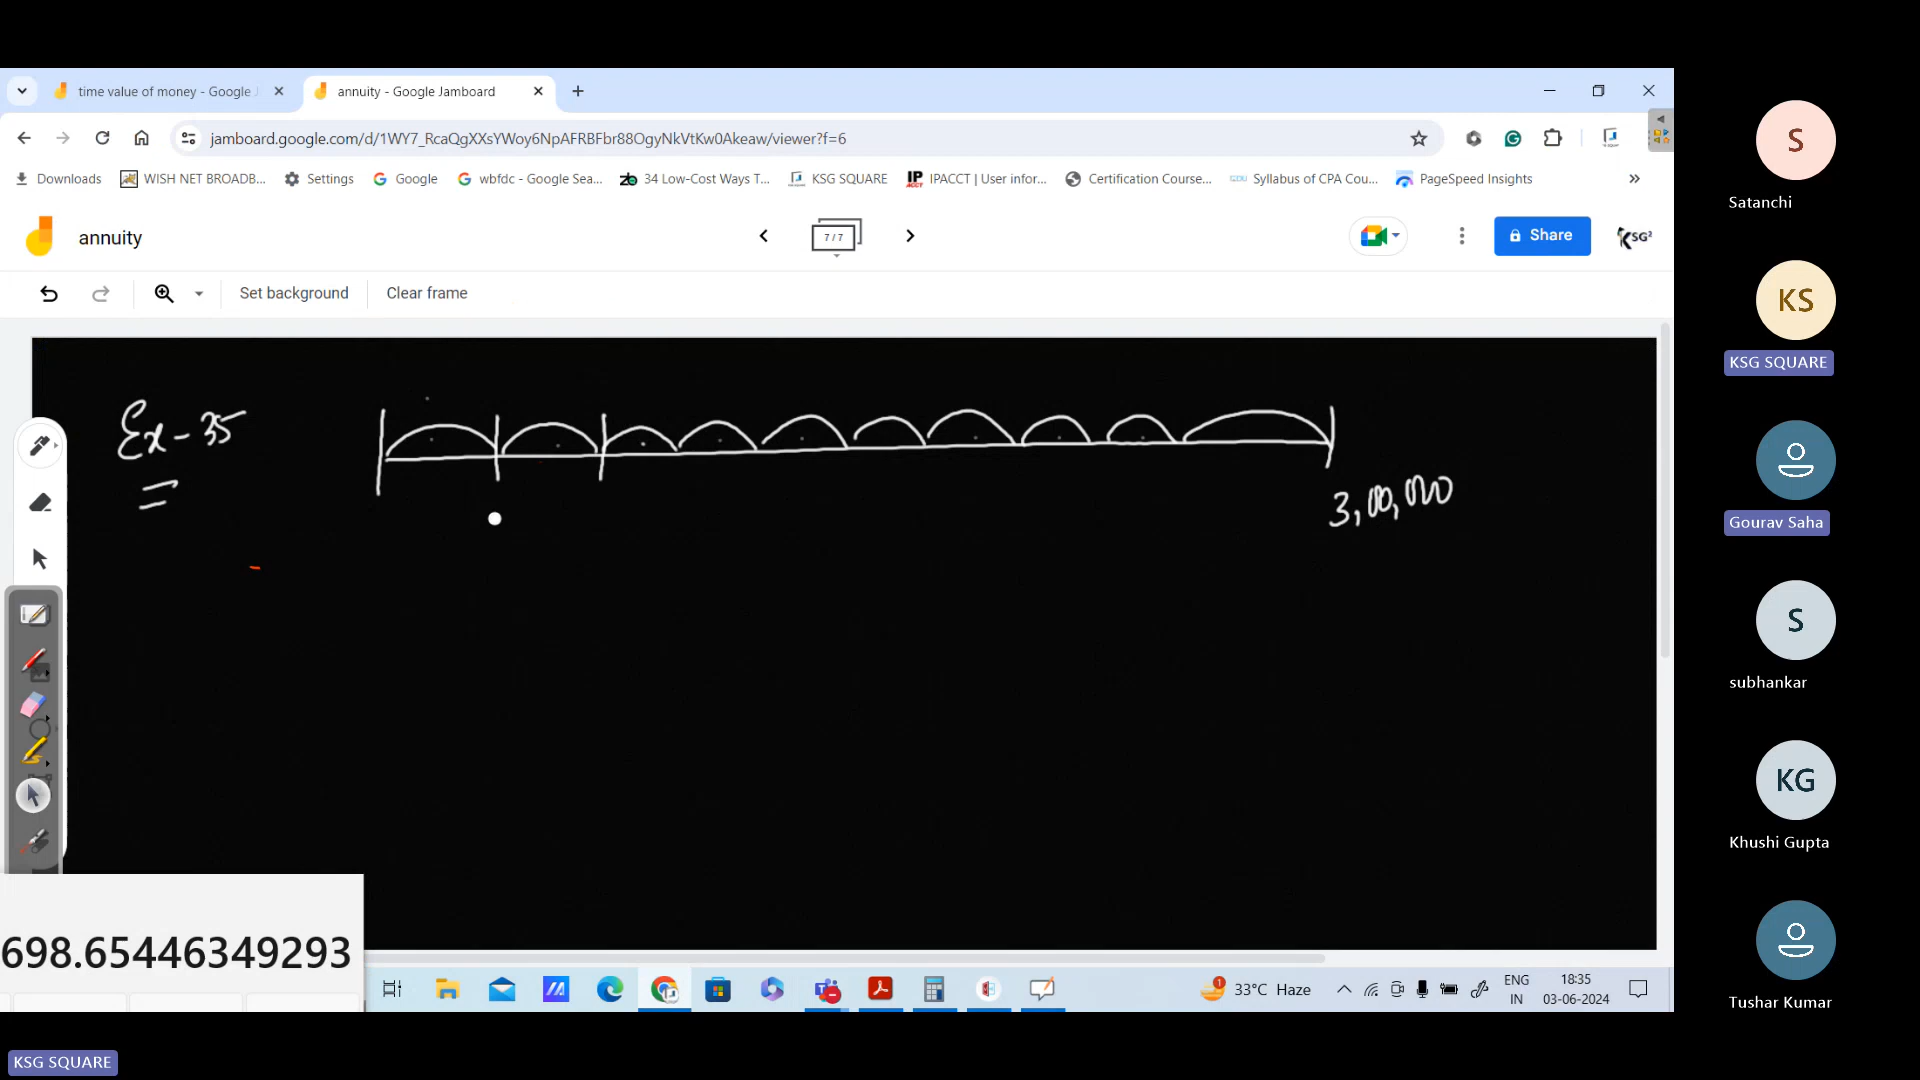 time value of money - Google J
annuity - Google Jamboard
jamboard.google.com/d/1WY7_RcaQgXXsYWoy6NpAFRBFbr88OgyNkVtKw0Akeaw/viewer?f=6
Downloads
WISH NET BROADB...
Settings
Google
wbfdc - Google Sea...
34 Low-Cost Ways T...
KSG SQUARE
IPACCT | User infor...
Certification Course...
Syllabus of CPA Cou...
PageSpeed Insights
annuity
7 / 7
Share
KSG²
Set background
Clear frame
Ex - 35
3,00,000
698.65446349293
33°C Haze
ENG
IN
18:35
03-06-2024
S
Satanchi
KS
KSG SQUARE
Gourav Saha
S
subhankar
KG
Khushi Gupta
Tushar Kumar
KSG SQUARE